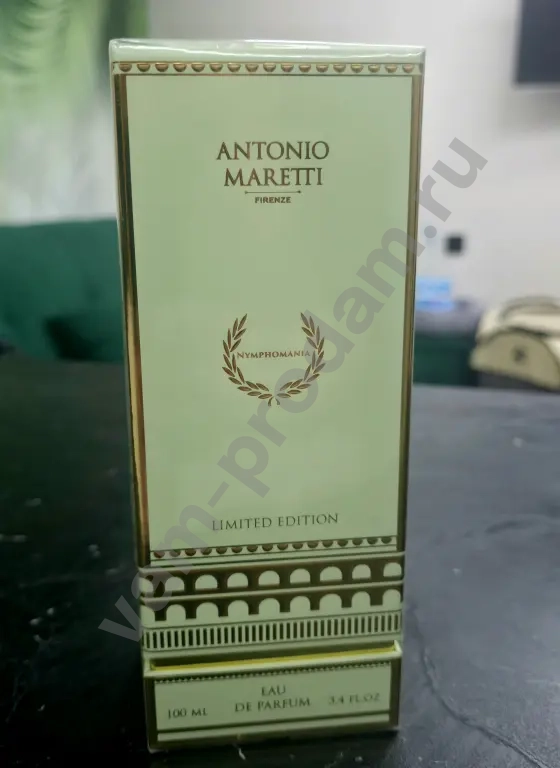 ANTONIO
MARETTI
FIRENZE
NYMPHOMANIA
LIMITED EDITION
EAU
DE PARFUM
100 ML
3.4 FL.OZ
vam-prodam.ru